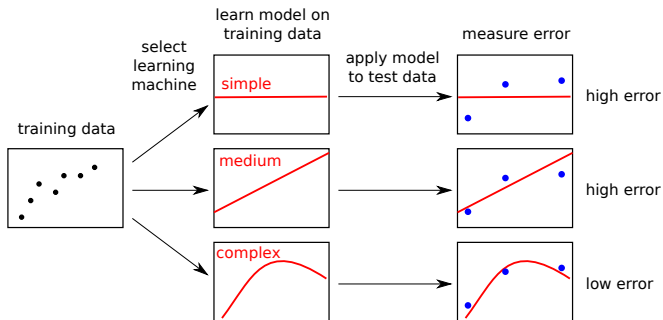 select
learning
machine
learn model on
training data
apply model
to test data
measure error
training data
simple
high error
medium
high error
complex
low error